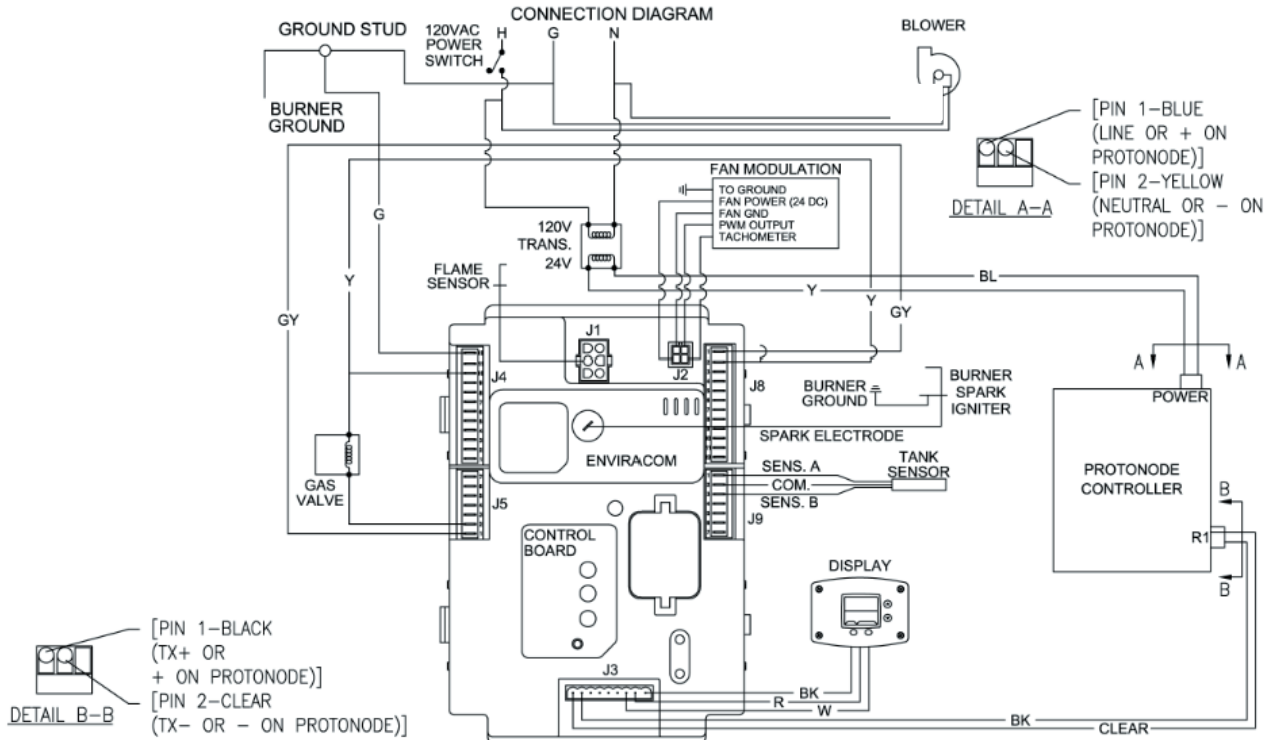 CONNECTION DIAGRAM
GROUND STUD
120VAC
POWER
SWITCH
H
G
N
BLOWER
BURNER
GROUND
[PIN 1-BLUE
(LINE OR + ON
PROTONODE)]
[PIN 2-YELLOW
(NEUTRAL OR - ON
PROTONODE)]
DETAIL A-A
FAN MODULATION
TO GROUND
FAN POWER (24 DC)
FAN GND
PWM OUTPUT
TACHOMETER
G
120V
TRANS.
24V
FLAME
SENSOR
Y
GY
BL
Y
Y
GY
J1
J2
J4
J8
A
A
POWER
BURNER
GROUND
BURNER
SPARK
IGNITER
SPARK ELECTRODE
ENVIRACOM
GAS
VALVE
SENS. A
COM.
SENS. B
TANK
SENSOR
PROTONODE
CONTROLLER
B
R1
B
J5
J9
CONTROL
BOARD
DISPLAY
[PIN 1-BLACK
(TX+ OR
+ ON PROTONODE)]
[PIN 2-CLEAR
(TX- OR - ON PROTONODE)]
DETAIL B-B
J3
BK
R
W
BK
CLEAR